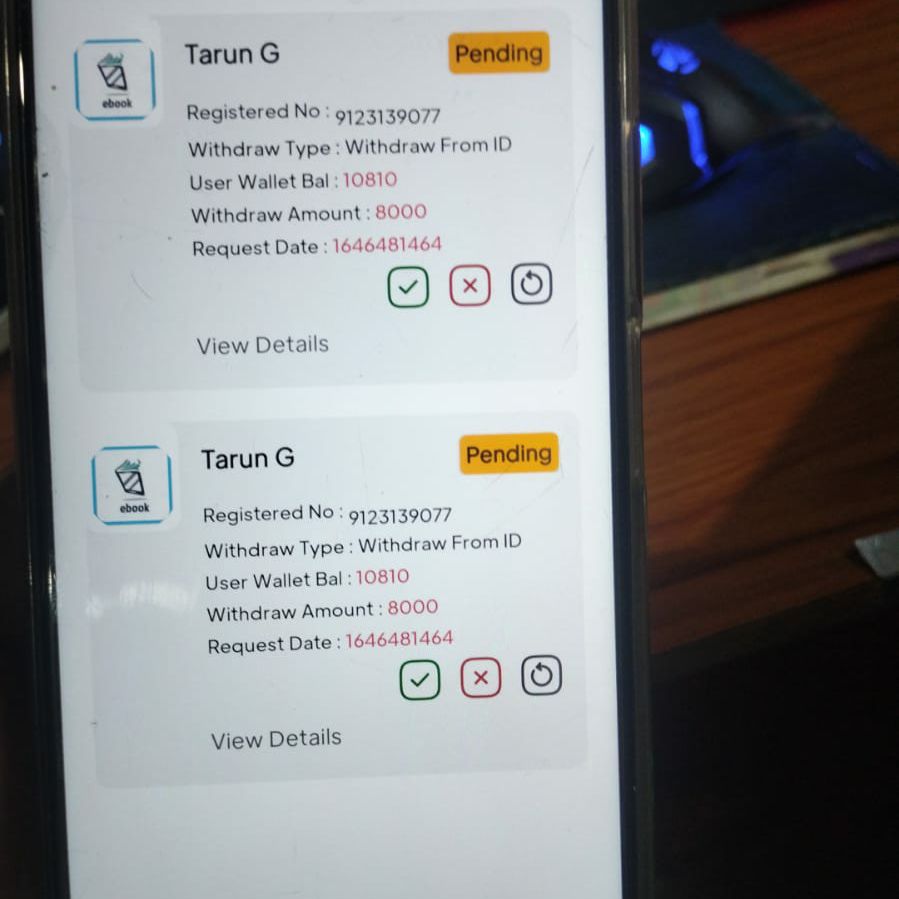 Tarun G
Pending
ebook
Registered No : 9123139077
Withdraw Type : Withdraw From ID
User Wallet Bal : 10810
Withdraw Amount : 8000
Request Date : 1646481464
View Details
Tarun G
Pending
ebook
Registered No : 9123139077
Withdraw Type : Withdraw From ID
User Wallet Bal : 10810
Withdraw Amount : 8000
Request Date : 1646481464
View Details